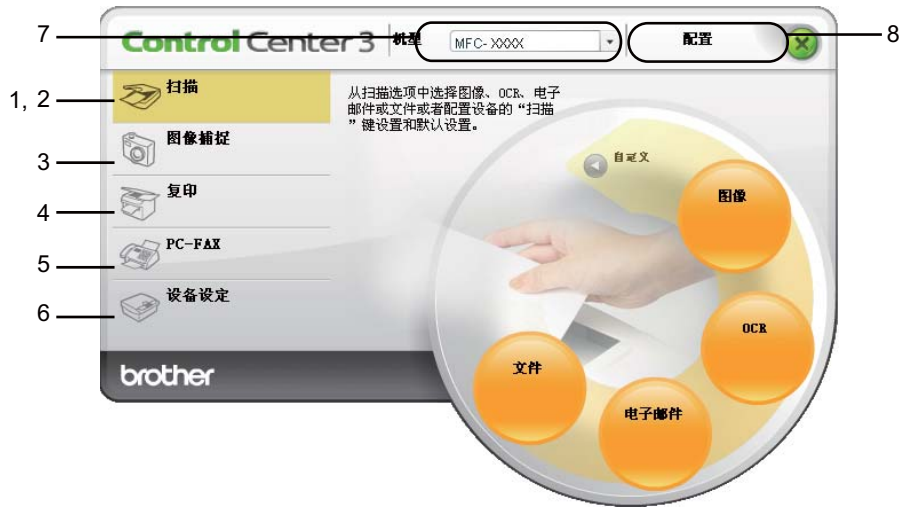 7
Control Center 3
机型
MFC- XXXX
配置
8
1, 2
扫描
从扫描选项中选择图像、OCR、电子
邮件或文件或者配置设备的“扫描
”键设置和默认设置。
3
图像捕捉
自定义
图像
4
复印
5
PC-FAX
6
设备设定
OCR
brother
文件
电子邮件